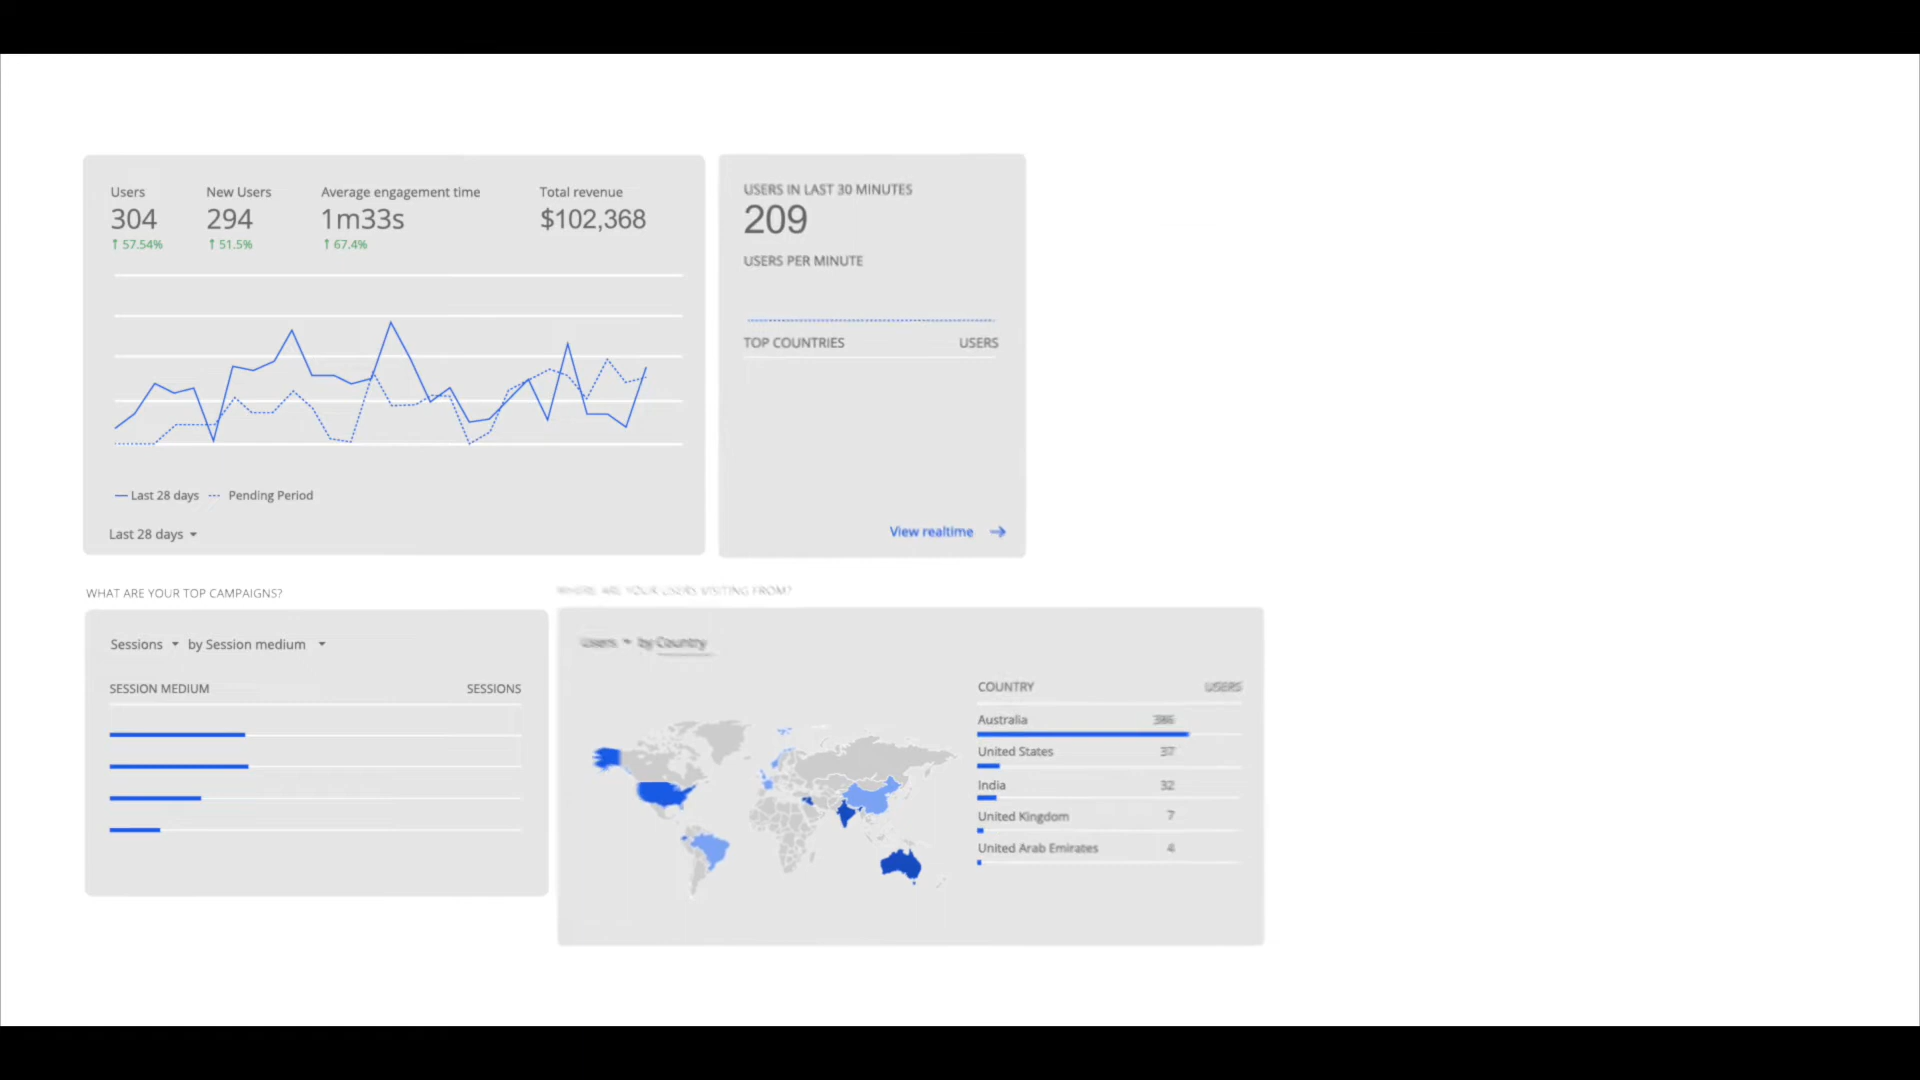 Users
304
↑ 57.54%
New Users
294
↑ 51.5%
Average engagement time
1m33s
↑ 67.4%
Total revenue
$102,368
Last 28 days
Pending Period
Last 28 days
USERS IN LAST 30 MINUTES
209
USERS PER MINUTE
TOP COUNTRIES USERS
View realtime →
WHAT ARE YOUR TOP CAMPAIGNS?
Sessions by Session medium
SESSION MEDIUM SESSIONS
WHERE ARE YOUR USERS VISITING FROM?
Users by Country
COUNTRY USERS
Australia 386
United States 37
India 32
United Kingdom 7
United Arab Emirates 4